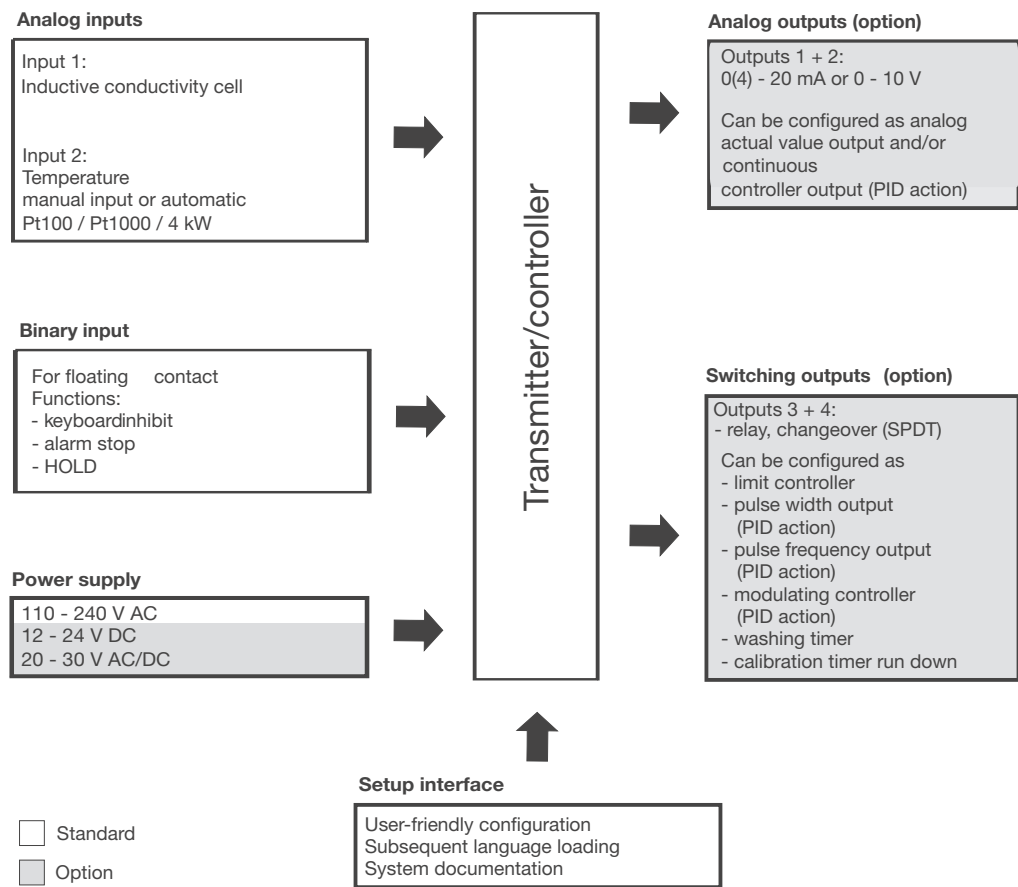 Analog inputs
Input 1:
Inductive conductivity cell
Input 2:
Temperature
manual input or automatic
Pt100 / Pt1000 / 4 kW
Binary input
For floating contact
Functions:
- keyboardinhibit
- alarm stop
- HOLD
Power supply
110 - 240 V AC
12 - 24 V DC
20 - 30 V AC/DC
Transmitter/controller
Analog outputs (option)
Outputs 1 + 2:
0(4) - 20 mA or 0 - 10 V
Can be configured as analog
actual value output and/or
continuous
controller output (PID action)
Switching outputs (option)
Outputs 3 + 4:
- relay, changeover (SPDT)
Can be configured as
- limit controller
- pulse width output
(PID action)
- pulse frequency output
(PID action)
- modulating controller
(PID action)
- washing timer
- calibration timer run down
Setup interface
User-friendly configuration
Subsequent language loading
System documentation
Standard
Option